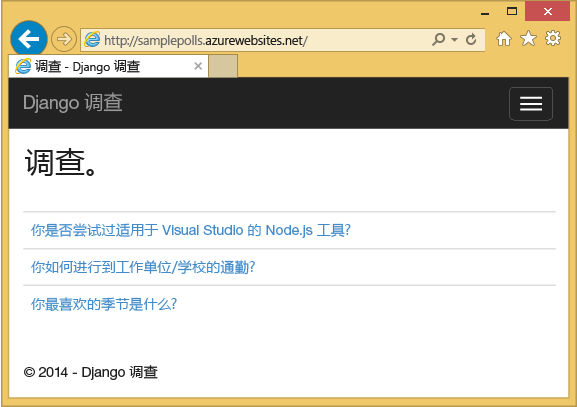 http://samplepolls.azurewebsites.net/
调查 - Django 调查
Django 调查
调查。
你是否尝试过适用于 Visual Studio 的 Node.js 工具?
你如何进行到工作单位/学校的通勤?
你最喜欢的季节是什么?
© 2014 - Django 调查